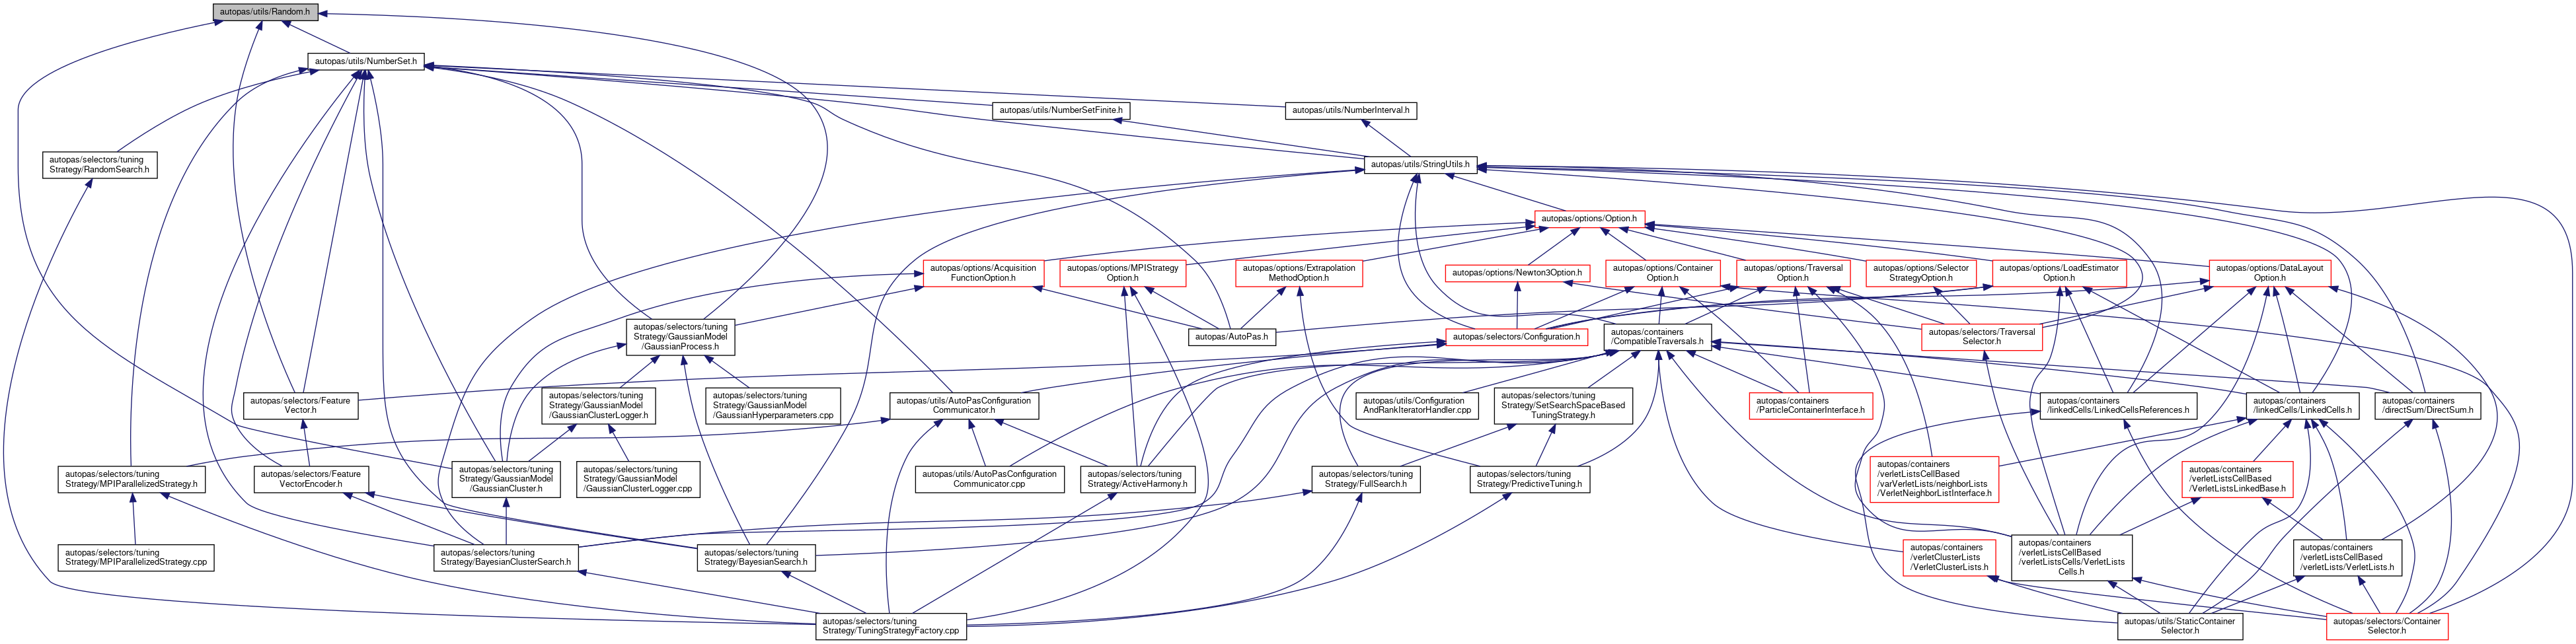 autopas/utils/Random.h
autopas/utils/NumberSet.h
autopas/utils/NumberSetFinite.h
autopas/utils/NumberInterval.h
autopas/selectors/tuning
Strategy/RandomSearch.h
autopas/utils/StringUtils.h
autopas/options/Option.h
autopas/options/Acquisition
FunctionOption.h
autopas/options/MPIStrategy
Option.h
autopas/options/Extrapolation
MethodOption.h
autopas/options/Newton3Option.h
autopas/options/Container
Option.h
autopas/options/Traversal
Option.h
autopas/options/Selector
StrategyOption.h
autopas/options/LoadEstimator
Option.h
autopas/options/DataLayout
Option.h
autopas/selectors/tuning
Strategy/GaussianModel
/GaussianProcess.h
autopas/AutoPas.h
autopas/selectors/Configuration.h
autopas/containers
/CompatibleTraversals.h
autopas/selectors/Traversal
Selector.h
autopas/selectors/Feature
Vector.h
autopas/selectors/tuning
Strategy/GaussianModel
/GaussianClusterLogger.h
autopas/selectors/tuning
Strategy/GaussianModel
/GaussianHyperparameters.cpp
autopas/utils/AutoPasConfiguration
Communicator.h
autopas/utils/Configuration
AndRankIteratorHandler.cpp
autopas/selectors/tuning
Strategy/SetSearchSpaceBased
TuningStrategy.h
autopas/containers
/ParticleContainerInterface.h
autopas/containers
/linkedCells/LinkedCellsReferences.h
autopas/containers
/linkedCells/LinkedCells.h
autopas/containers
/directSum/DirectSum.h
autopas/selectors/tuning
Strategy/MPIParallelizedStrategy.h
autopas/selectors/Feature
VectorEncoder.h
autopas/selectors/tuning
Strategy/GaussianModel
/GaussianCluster.h
autopas/selectors/tuning
Strategy/GaussianModel
/GaussianClusterLogger.cpp
autopas/utils/AutoPasConfiguration
Communicator.cpp
autopas/selectors/tuning
Strategy/ActiveHarmony.h
autopas/selectors/tuning
Strategy/FullSearch.h
autopas/selectors/tuning
Strategy/PredictiveTuning.h
autopas/containers
/verletListsCellBased
/varVerletLists/neighborLists
/VerletNeighborListInterface.h
autopas/containers
/verletListsCellBased
/VerletListsLinkedBase.h
autopas/selectors/tuning
Strategy/MPIParallelizedStrategy.cpp
autopas/selectors/tuning
Strategy/BayesianClusterSearch.h
autopas/selectors/tuning
Strategy/BayesianSearch.h
autopas/containers
/verletClusterLists
/VerletClusterLists.h
autopas/containers
/verletListsCellBased
/verletListsCells/VerletLists
Cells.h
autopas/containers
/verletListsCellBased
/verletLists/VerletLists.h
autopas/selectors/tuning
Strategy/TuningStrategyFactory.cpp
autopas/utils/StaticContainer
Selector.h
autopas/selectors/Container
Selector.h